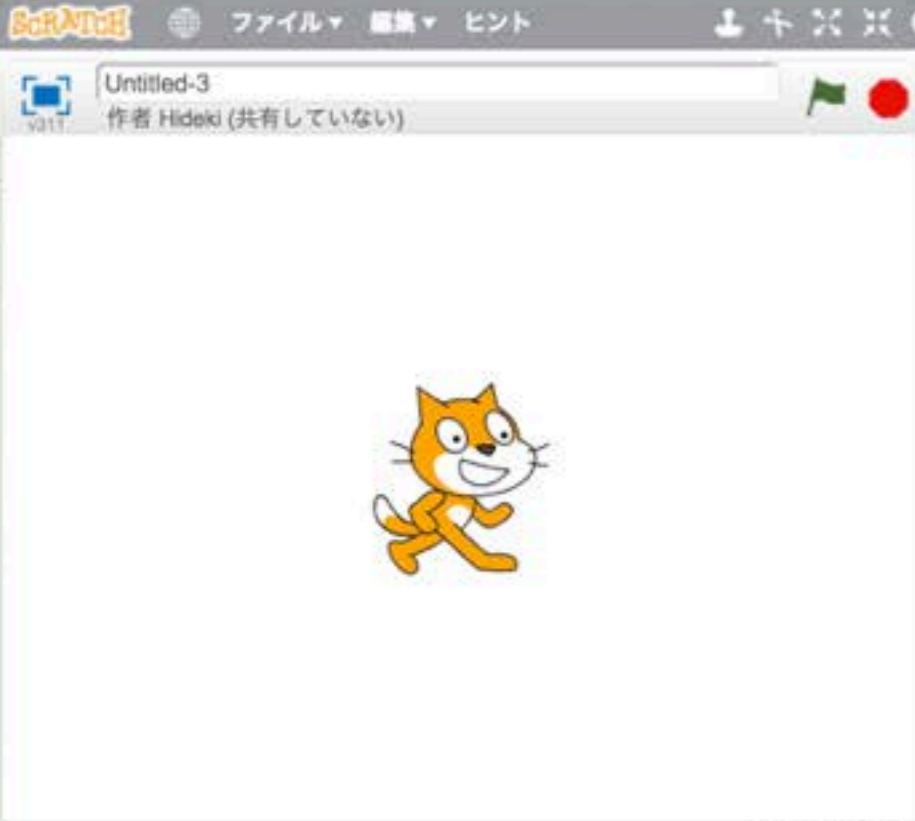 SCRATCH ファイル▼ 編集▼ ヒント
Untitled-3
v317 作者 Hideki (共有していない)